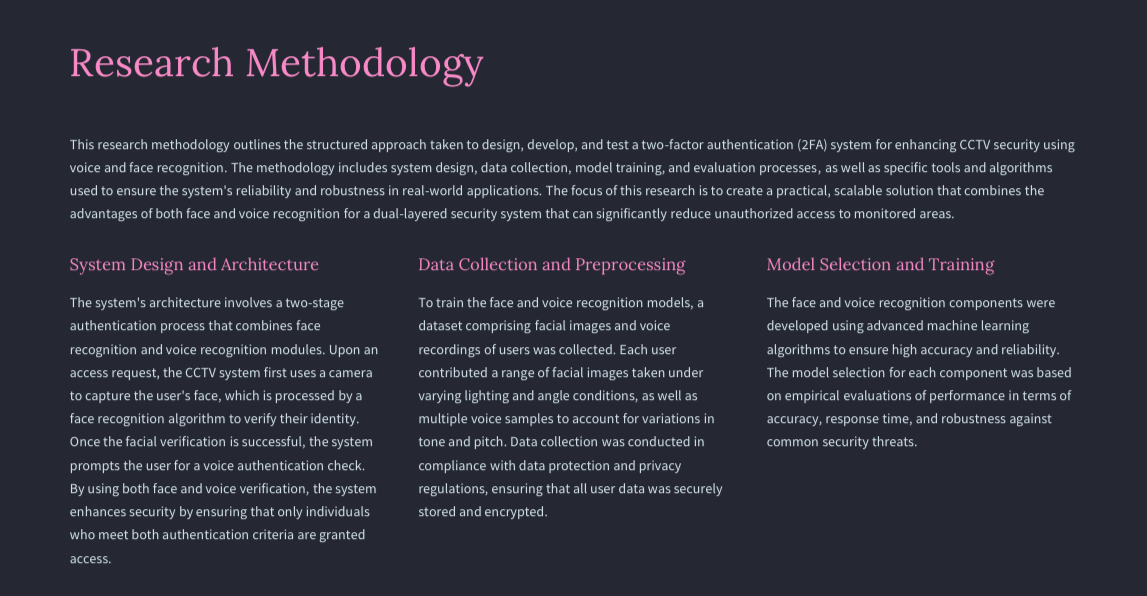 Research Methodology
This research methodology outlines the structured approach taken to design, develop, and test a two-factor authentication (2FA) system for enhancing CCTV security using
voice and face recognition. The methodology includes system design, data collection, model training, and evaluation processes, as well as specific tools and algorithms
used to ensure the system's reliability and robustness in real-world applications. The focus of this research is to create a practical, scalable solution that combines the
advantages of both face and voice recognition for a dual-layered security system that can significantly reduce unauthorized access to monitored areas.
System Design and Architecture
The system's architecture involves a two-stage
authentication process that combines face
recognition and voice recognition modules. Upon an
access request, the CCTV system first uses a camera
to capture the user's face, which is processed by a
face recognition algorithm to verify their identity.
Once the facial verification is successful, the system
prompts the user for a voice authentication check.
By using both face and voice verification, the system
enhances security by ensuring that only individuals
who meet both authentication criteria are granted
access.
Data Collection and Preprocessing
To train the face and voice recognition models, a
dataset comprising facial images and voice
recordings of users was collected. Each user
contributed a range of facial images taken under
varying lighting and angle conditions, as well as
multiple voice samples to account for variations in
tone and pitch. Data collection was conducted in
compliance with data protection and privacy
regulations, ensuring that all user data was securely
stored and encrypted.
Model Selection and Training
The face and voice recognition components were
developed using advanced machine learning
algorithms to ensure high accuracy and reliability.
The model selection for each component was based
on empirical evaluations of performance in terms of
accuracy, response time, and robustness against
common security threats.